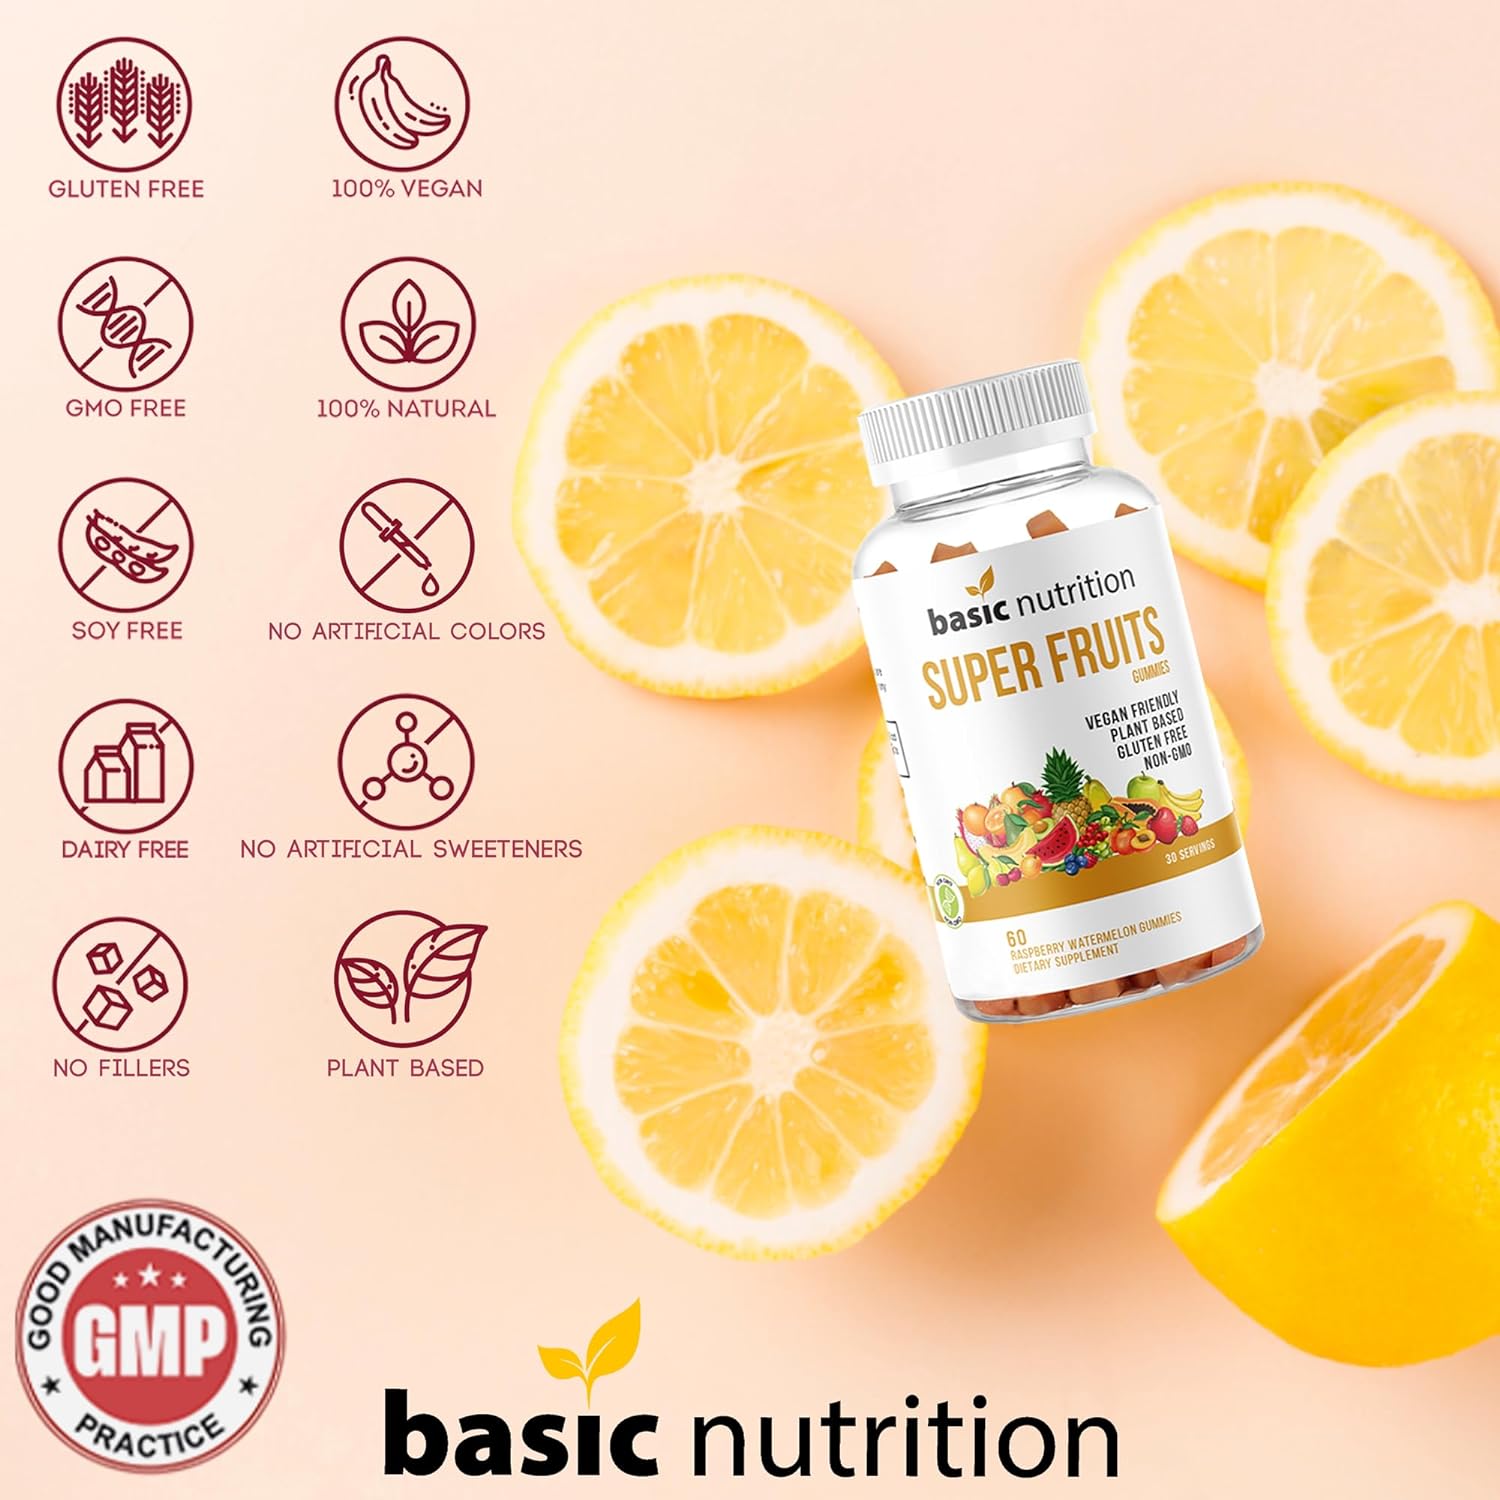 GLUTEN FREE
100% VEGAN
GMO FREE
100% NATURAL
SOY FREE
NO ARTIFICIAL COLORS
DAIRY FREE
NO ARTIFICIAL SWEETENERS
NO FILLERS
PLANT BASED
basic nutrition
SUPER FRUITS
GUMMIES
VEGAN FRIENDLY
PLANT BASED
GLUTEN FREE
NON-GMO
30 SERVINGS
60
RASPBERRY WATERMELON GUMMIES
DIETARY SUPPLEMENT
GOOD MANUFACTURING
GMP
PRACTICE
basic nutrition